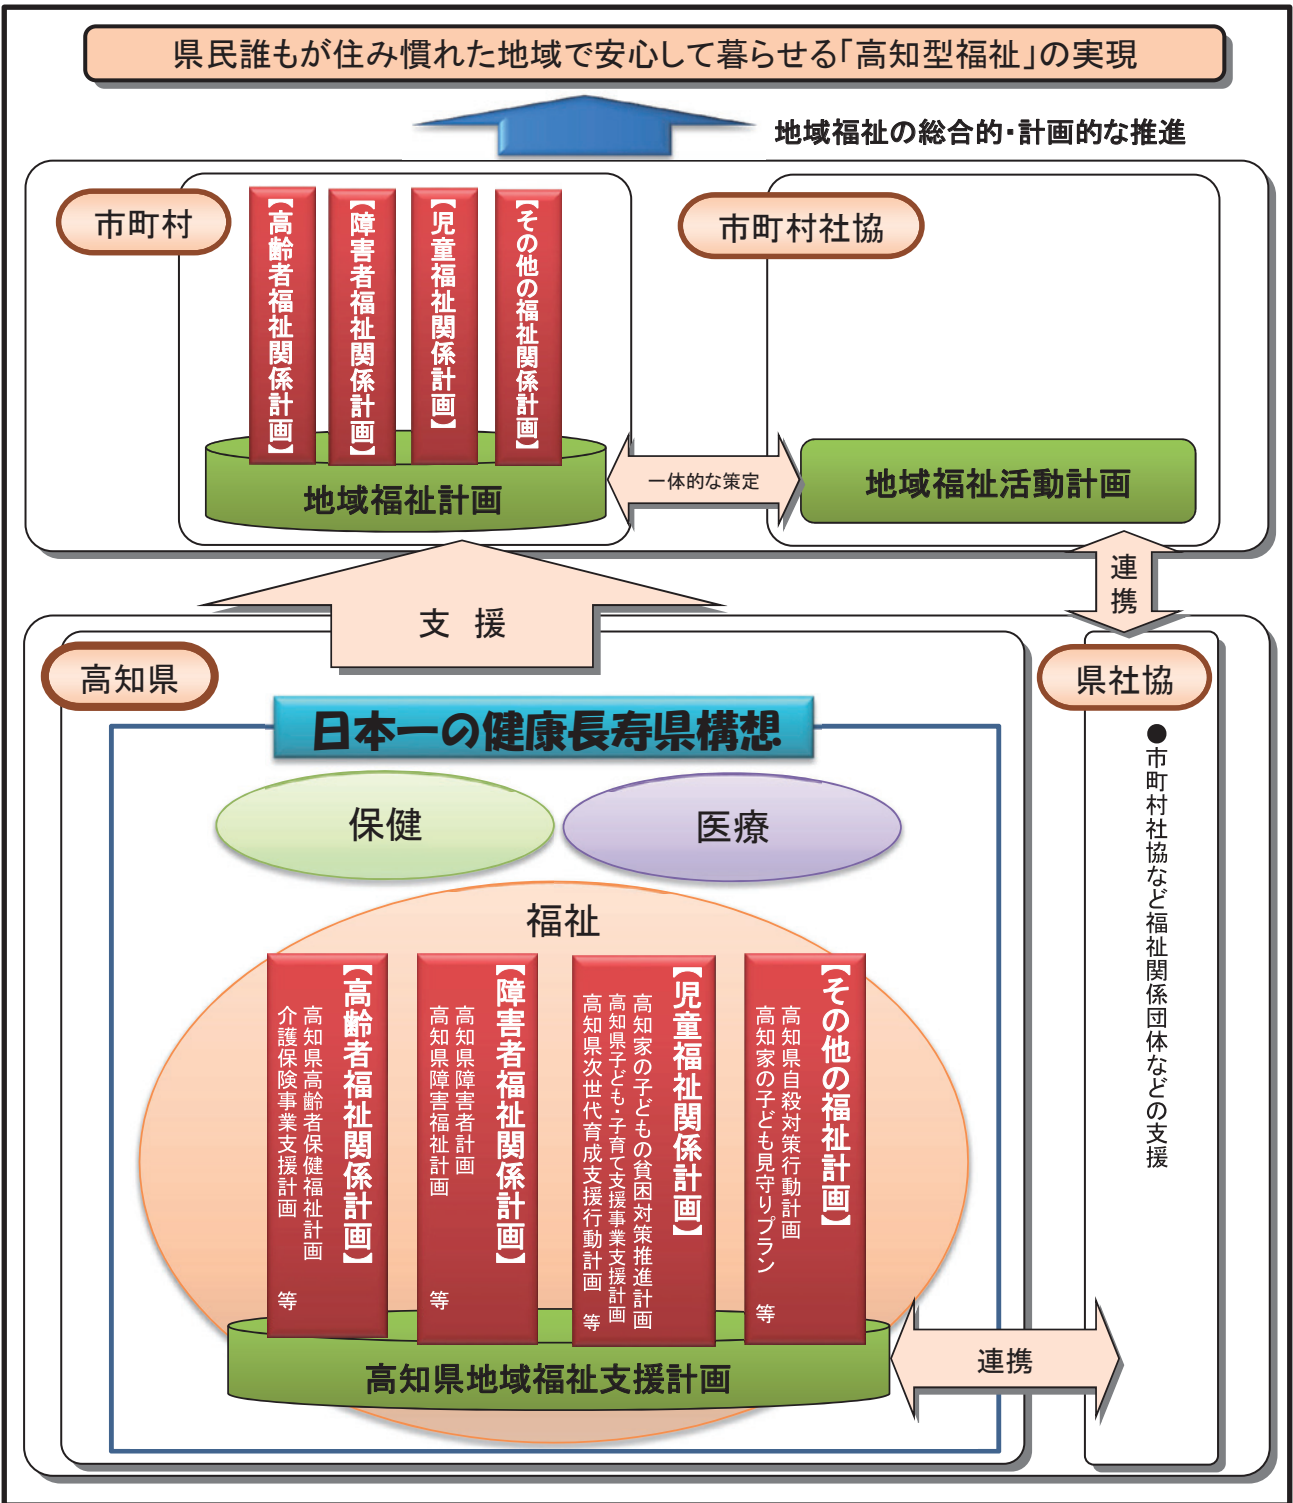 県民誰もが住み慣れた地域で安心して暮らせる「高知型福祉」の実現
地域福祉の総合的・計画的な推進
市町村
【高齢者福祉関係計画】
【障害者福祉関係計画】
【児童福祉関係計画】
【その他の福祉関係計画】
地域福祉計画
一体的な策定
市町村社協
地域福祉活動計画
連携
支 援
高知県
県社協
●市町村社協など福祉関係団体などの支援
日本一の健康長寿県構想
保健
医療
福祉
【高齢者福祉関係計画】
高知県高齢者保健福祉計画
介護保険事業支援計画 等
【障害者福祉関係計画】
高知県障害者計画
高知県障害福祉計画 等
【児童福祉関係計画】
高知家の子どもの貧困対策推進計画
高知県子ども・子育て支援事業支援計画
高知県次世代育成支援行動計画 等
【その他の福祉計画】
高知県自殺対策行動計画
高知家の子ども見守りプラン 等
高知県地域福祉支援計画
連携